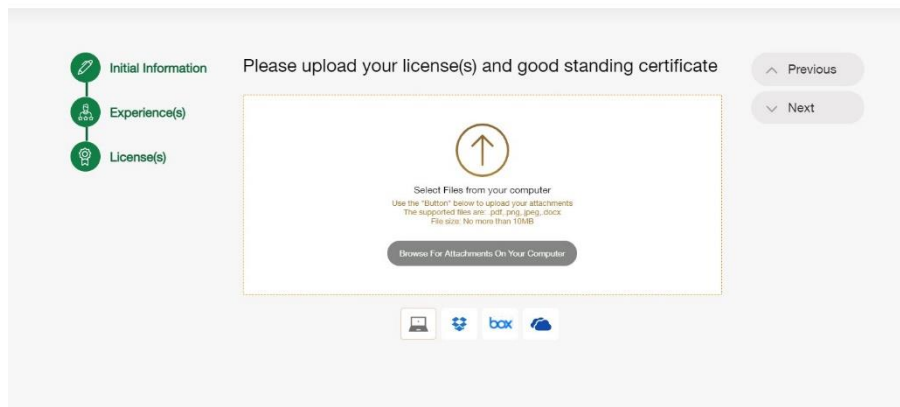 Initial Information
Experience(s)
License(s)
Please upload your license(s) and good standing certificate
Select Files from your computer
Use the "Button" below to upload your attachments
The supported files are: .pdf, png, jpeg, docx
File size: No more than 10MB
Browse For Attachments On Your Computer
box
Previous
Next